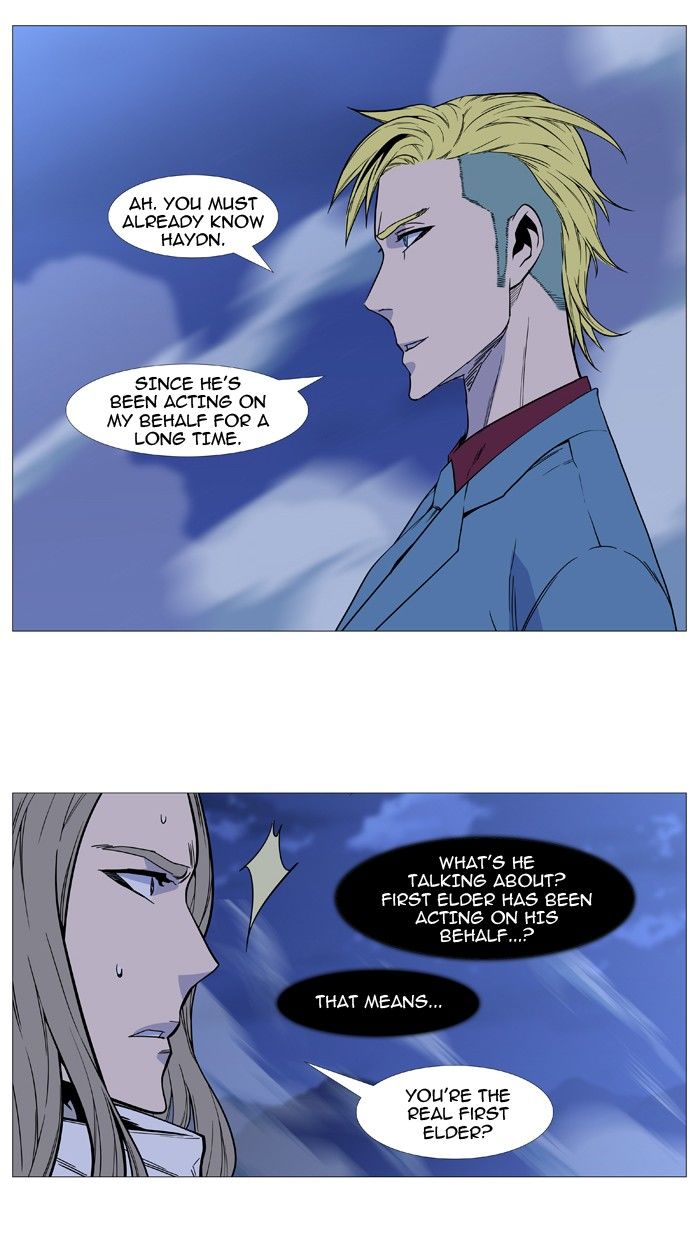 AH. YOU MUST
ALREADY KNOW
HAYDN.
SINCE HE'S
BEEN ACTING ON
MY BEHALF FOR A
LONG TIME.
WHAT'S HE
TALKING ABOUT?
FIRST ELDER HAS BEEN
ACTING ON HIS
BEHALF...?
THAT MEANS...
YOU'RE THE
REAL FIRST
ELDER?